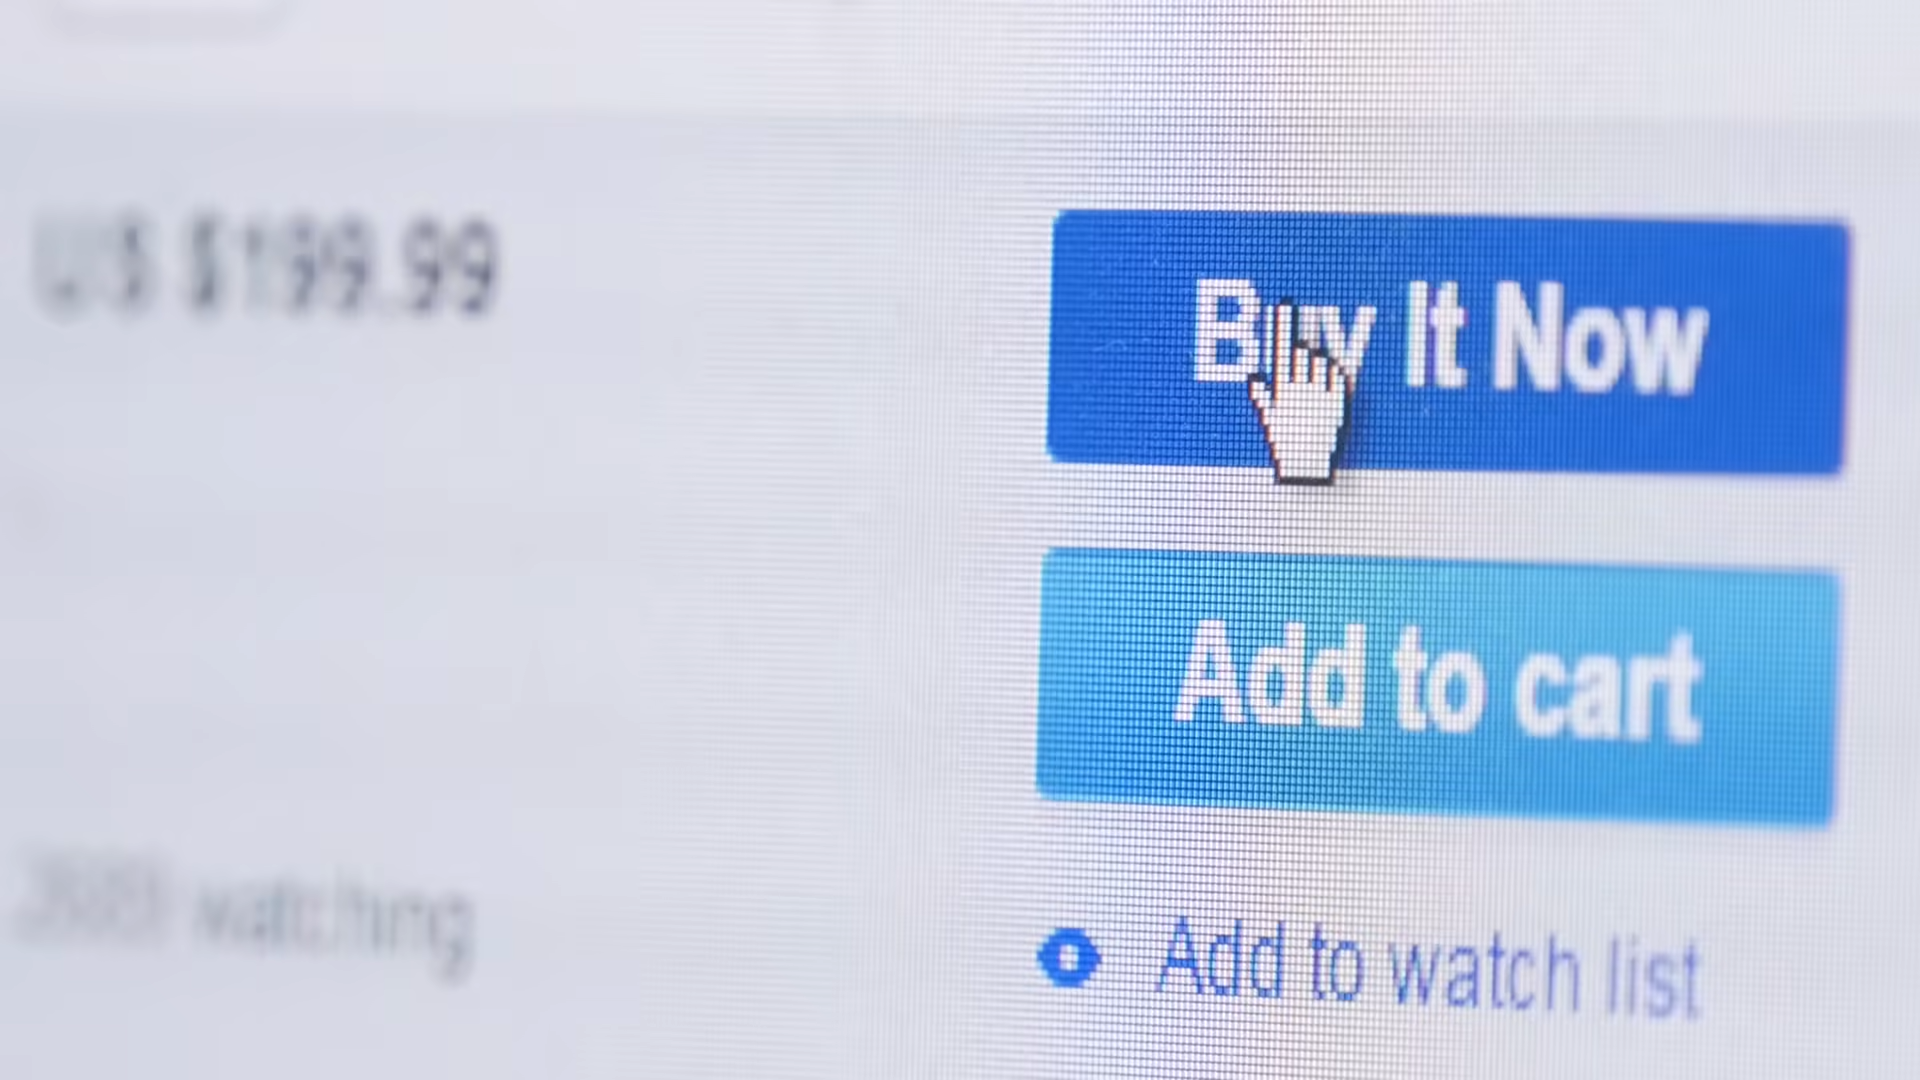 US $199.99
Buy It Now
Add to cart
watching
Add to watch list